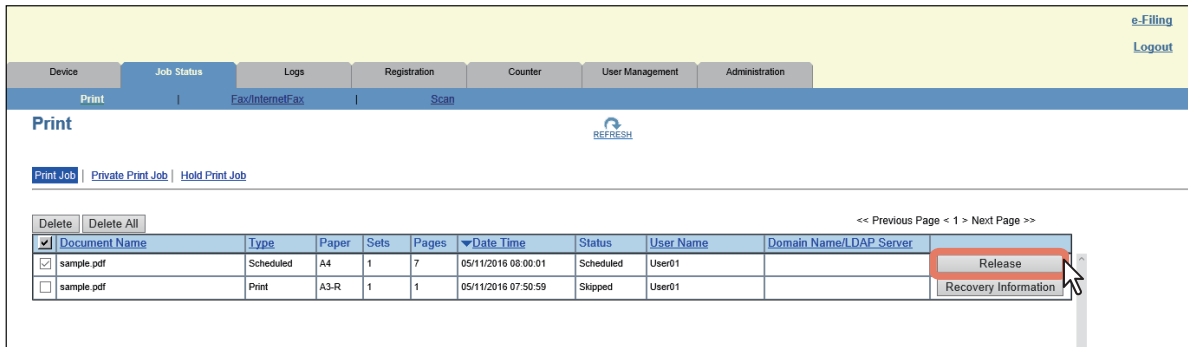 e-Filing
Logout
Device Job Status Logs Registration Counter User Management Administration
Print | Fax/InternetFax | Scan
Print
REFRESH
Print Job | Private Print Job | Hold Print Job
Delete Delete All << Previous Page < 1 > Next Page >>
Document Name Type Paper Sets Pages Date Time Status User Name Domain Name/LDAP Server
sample.pdf Scheduled A4 1 7 05/11/2016 08:00:01 Scheduled User01 Release
sample.pdf Print A3-R 1 1 05/11/2016 07:50:59 Skipped User01 Recovery Information